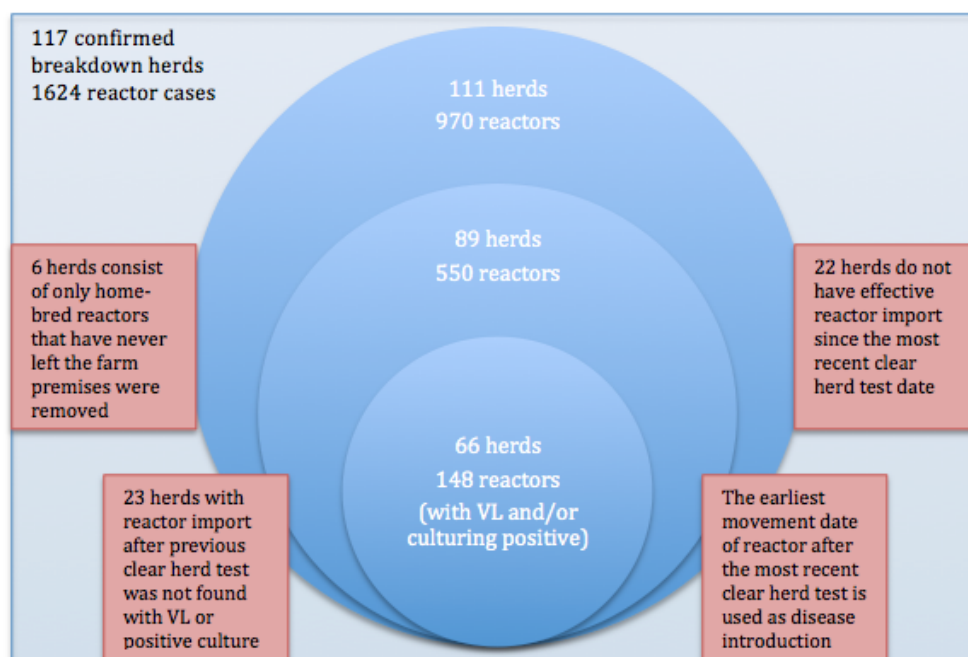 117 confirmed
breakdown herds
1624 reactor cases
111 herds
970 reactors
89 herds
550 reactors
6 herds consist
of only home-
bred reactors
that have never
left the farm
premises were
removed
22 herds do not
have effective
reactor import
since the most
recent clear
herd test date
66 herds
148 reactors
(with VL and/or
culturing positive)
23 herds with
reactor import
after previous
clear herd test
was not found
with VL or
positive culture
The earliest
movement date
of reactor after
the most recent
clear herd test is
used as disease
introduction